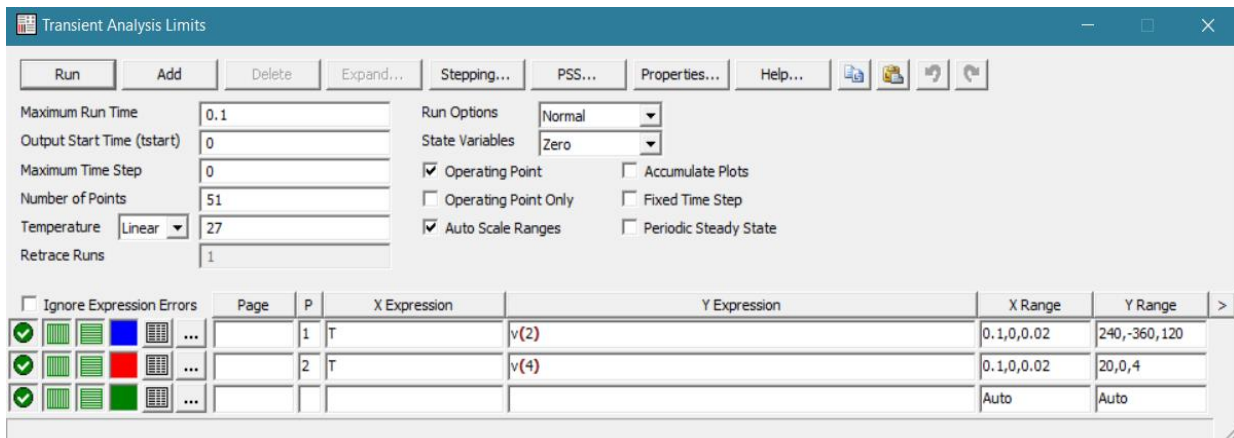 Transient Analysis Limits
Run Add Delete Expand... Stepping... PSS... Properties... Help...
Maximum Run Time 0.1 Run Options Normal
Output Start Time (tstart) 0 State Variables Zero
Maximum Time Step 0 Operating Point Accumulate Plots
Number of Points 51 Operating Point Only Fixed Time Step
Temperature Linear 27 Auto Scale Ranges Periodic Steady State
Retrace Runs 1
Ignore Expression Errors Page P X Expression Y Expression X Range Y Range >
... 1 T v(2) 0.1,0,0.02 240,-360,120
... 2 T v(4) 0.1,0,0.02 20,0,4
... Auto Auto